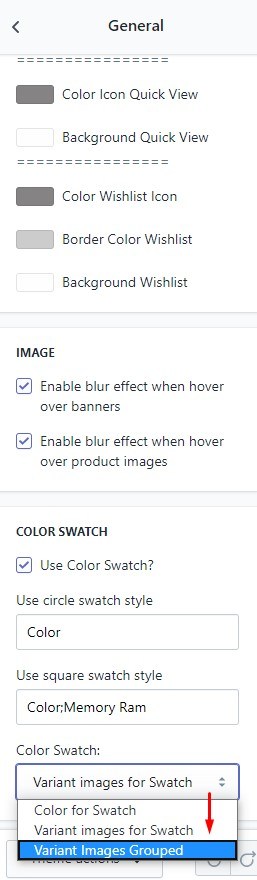 General
================
Color Icon Quick View
Background Quick View
================
Color Wishlist Icon
Border Color Wishlist
Background Wishlist
IMAGE
Enable blur effect when hover
over banners
Enable blur effect when hover
over product images
COLOR SWATCH
Use Color Swatch?
Use circle swatch style
Color
Use square swatch style
Color;Memory Ram
Color Swatch:
Variant images for Swatch
Color for Swatch
Variant images for Swatch
Variant Images Grouped
Theme actions